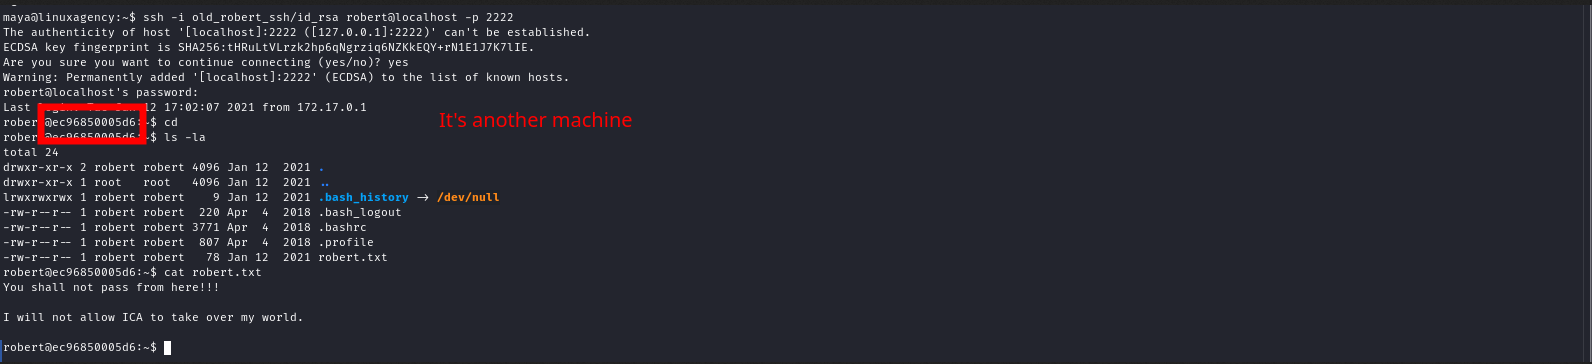 maya@linuxagency:~$ ssh -i old_robert_ssh/id_rsa robert@localhost -p 2222
The authenticity of host '[localhost]:2222 ([127.0.0.1]:2222)' can't be established.
ECDSA key fingerprint is SHA256:tHRuLtVLrzk2hp6qNgrziq6NZKkEQY+rN1E1J7K7lIE.
Are you sure you want to continue connecting (yes/no)? yes
Warning: Permanently added '[localhost]:2222' (ECDSA) to the list of known hosts.
robert@localhost's password:
Last login: Tue Jan 12 17:02:07 2021 from 172.17.0.1
robert@ec96850005d6:~$ cd
It's another machine
robert@ec96850005d6:~$ ls -la
total 24
drwxr-xr-x 2 robert robert 4096 Jan 12  2021 .
drwxr-xr-x 1 root   root   4096 Jan 12  2021 ..
lrwxrwxrwx 1 robert robert    9 Jan 12  2021 .bash_history → /dev/null
-rw-r--r-- 1 robert robert  220 Apr  4  2018 .bash_logout
-rw-r--r-- 1 robert robert 3771 Apr  4  2018 .bashrc
-rw-r--r-- 1 robert robert  807 Apr  4  2018 .profile
-rw-r--r-- 1 robert robert   78 Jan 12  2021 robert.txt
robert@ec96850005d6:~$ cat robert.txt
You shall not pass from here!!!
I will not allow ICA to take over my world.
robert@ec96850005d6:~$